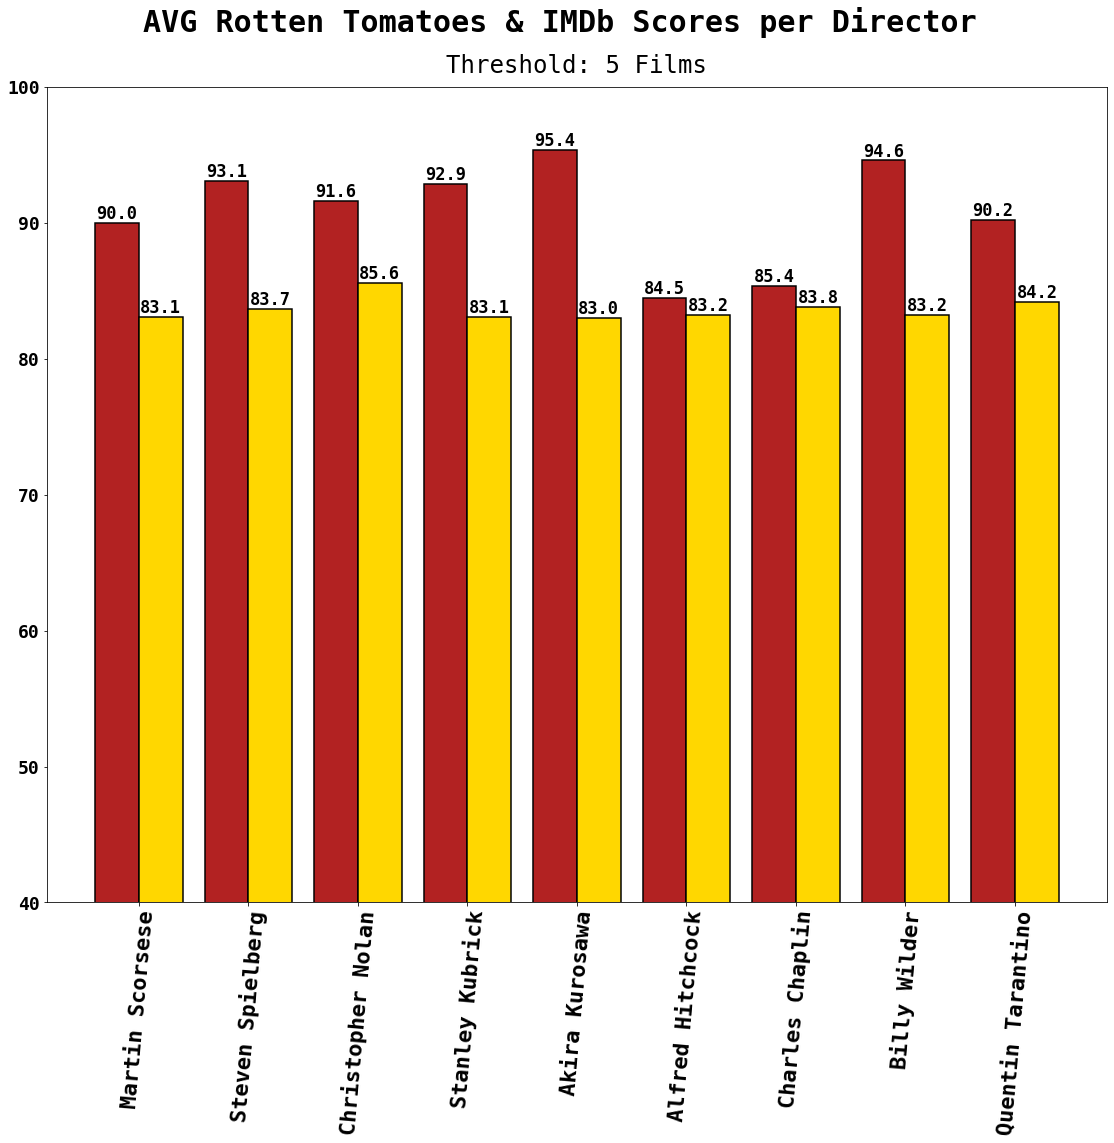 AVG Rotten Tomatoes & IMDb Scores per Director
Threshold: 5 Films
100
90
80
70
60
50
40
90.0
83.1
93.1
83.7
91.6
85.6
92.9
83.1
95.4
83.0
84.5
83.2
85.4
83.8
94.6
83.2
90.2
84.2
Martin Scorsese
Steven Spielberg
Christopher Nolan
Stanley Kubrick
Akira Kurosawa
Alfred Hitchcock
Charles Chaplin
Billy Wilder
Quentin Tarantino